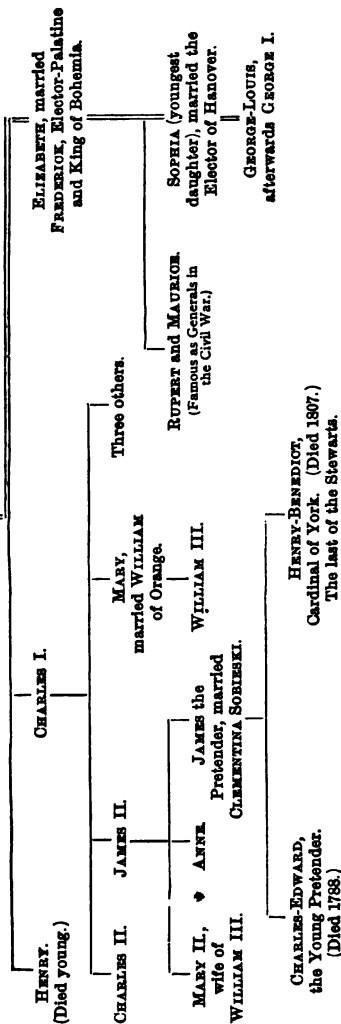 HENRY.
(Died young.)
CHARLES I.
ELIZABETH, married
FREDERICK, Elector-Palatine
and King of Bohemia.
CHARLES II.
JAMES II.
MARY,
married WILLIAM
of Orange.
Three others.
RUPERT and MAURICE.
(Famous as Generals in
the Civil War.)
SOPHIA (youngest
daughter), married the
Elector of Hanover.
MARY II.,
wife of
WILLIAM III.
ANNE.
JAMES the
Pretender, married
CLEMENTINA SOBIESKI.
WILLIAM III.
GEORGE-LOUIS,
afterwards GEORGE I.
CHARLES-EDWARD,
the Young Pretender.
(Died 1788.)
HENRY-BENEDICT,
Cardinal of York. (Died 1807.)
The last of the Stewarts.